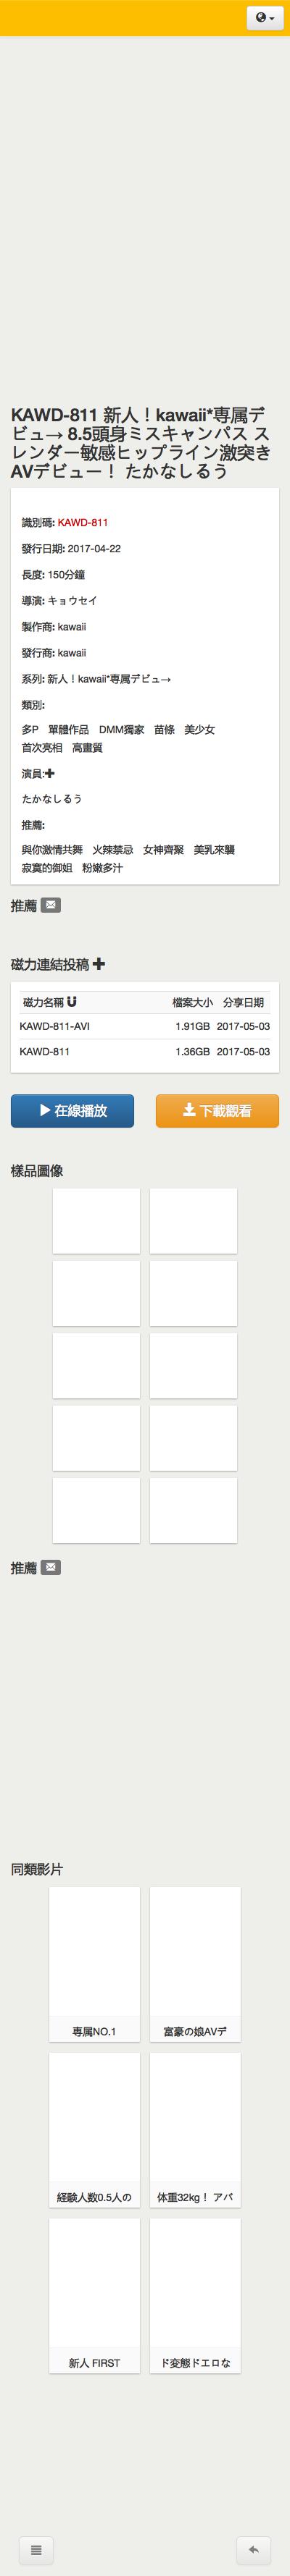 KAWD-811 新人！kawaii*専属デ
ビュ→ 8.5頭身ミスキャンパス ス
レンダー敏感ヒップライン激突き
AVデビュー！ たかなしるう
識別碼: KAWD-811
發行日期: 2017-04-22
長度: 150分鐘
導演: キョウセイ
製作商: kawaii
發行商: kawaii
系列: 新人！kawaii*専属デビュ→
類別:
多P 單體作品 DMM獨家 苗條 美少女
首次亮相 高畫質
演員:
たかなしるう
推薦:
與你激情共舞 火辣禁忌 女神齊聚 美乳來襲
寂寞的御姐 粉嫩多汁
推薦
磁力連結投稿
磁力名稱 檔案大小 分享日期
KAWD-811-AVI 1.91GB 2017-05-03
KAWD-811 1.36GB 2017-05-03
在線播放 下載觀看
樣品圖像
推薦
同類影片
専属NO.1 富豪の娘AVデ
経験人数0.5人の 体重32kg！ アバ
新人 FIRST ド変態ドエロな